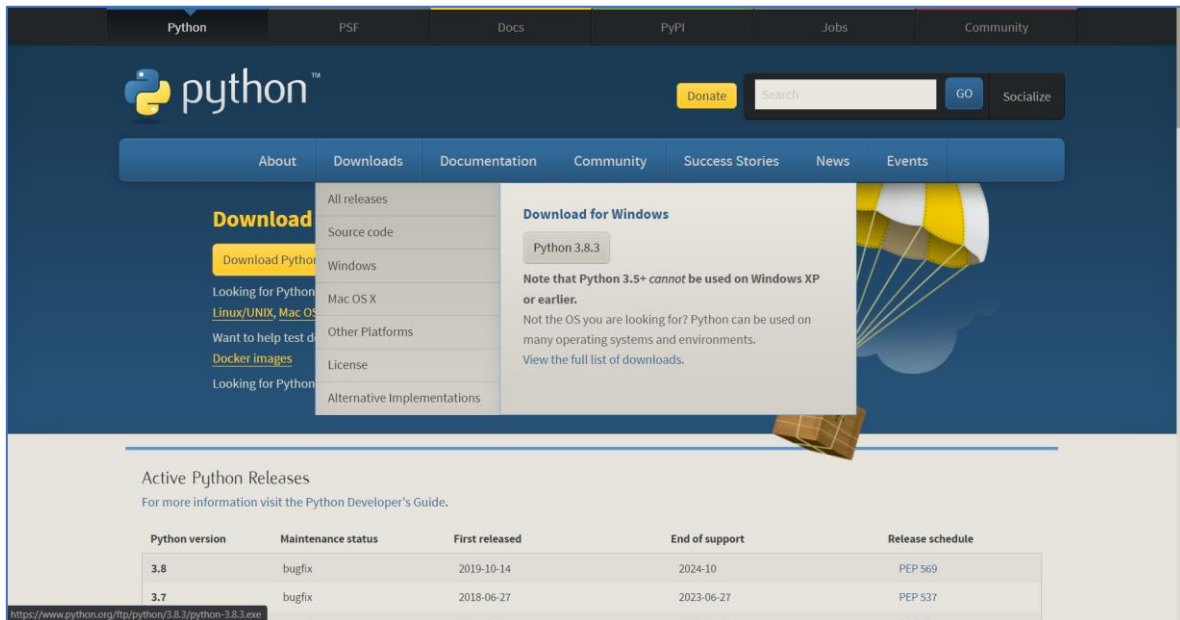 Python PSF Docs PyPI Jobs Community
python™
Donate Search GO Socialize
About Downloads Documentation Community Success Stories News Events
All releases
Source code
Windows
Mac OS X
Other Platforms
License
Alternative Implementations
Download for Windows
Python 3.8.3
Note that Python 3.5+ cannot be used on Windows XP
or earlier.
Not the OS you are looking for? Python can be used on
many operating systems and environments.
View the full list of downloads.
Download
Download Python
Looking for Python
Linux/UNIX, Mac OS
Want to help test d
Docker images
Looking for Python
Active Python Releases
For more information visit the Python Developer's Guide.
Python version Maintenance status First released End of support Release schedule
3.8 bugfix 2019-10-14 2024-10 PEP 569
3.7 bugfix 2018-06-27 2023-06-27 PEP 537
https://www.python.org/ftp/python/3.8.3/python-3.8.3.exe